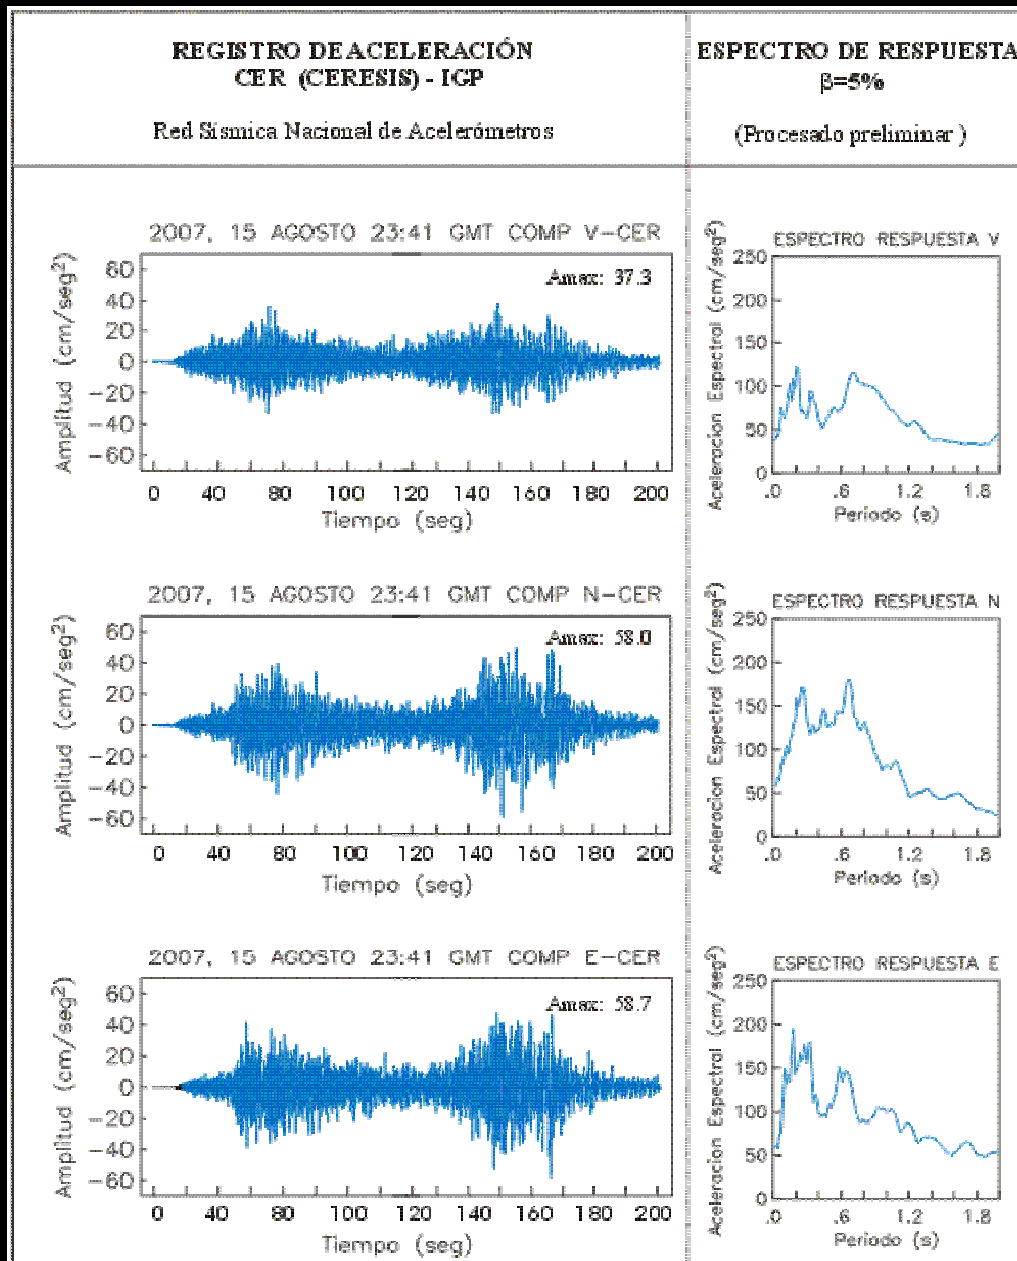 REGISTRO DE ACELERACIÓN
CER (CERESIS) - IGP
Red Sísmica Nacional de Acelerómetros
ESPECTRO DE RESPUESTA
β=5%
(Procesado preliminar )
2007, 15 AGOSTO 23:41 GMT COMP V-CER
Amax: 37.3
Amplitud (cm/seg²)
60
40
20
0
-20
-40
-60
0 40 80 100 120 140 160 180 200
Tiempo (seg)
ESPECTRO RESPUESTA V
Aceleracion Espectral (cm/seg²)
250
200
150
100
50
0
.0 .6 1.2 1.8
Periodo (s)
2007, 15 AGOSTO 23:41 GMT COMP N-CER
Amax: 58.0
Amplitud (cm/seg²)
60
40
20
0
-20
-40
-60
0 40 80 100 120 140 160 180 200
Tiempo (seg)
ESPECTRO RESPUESTA N
Aceleracion Espectral (cm/seg²)
250
200
150
100
50
0
.0 .6 1.2 1.8
Periodo (s)
2007, 15 AGOSTO 23:41 GMT COMP E-CER
Amax: 58.7
Amplitud (cm/seg²)
60
40
20
0
-20
-40
-60
0 40 80 100 120 140 160 180 200
Tiempo (seg)
ESPECTRO RESPUESTA E
Aceleracion Espectral (cm/seg²)
250
200
150
100
50
0
.0 .6 1.2 1.8
Periodo (s)